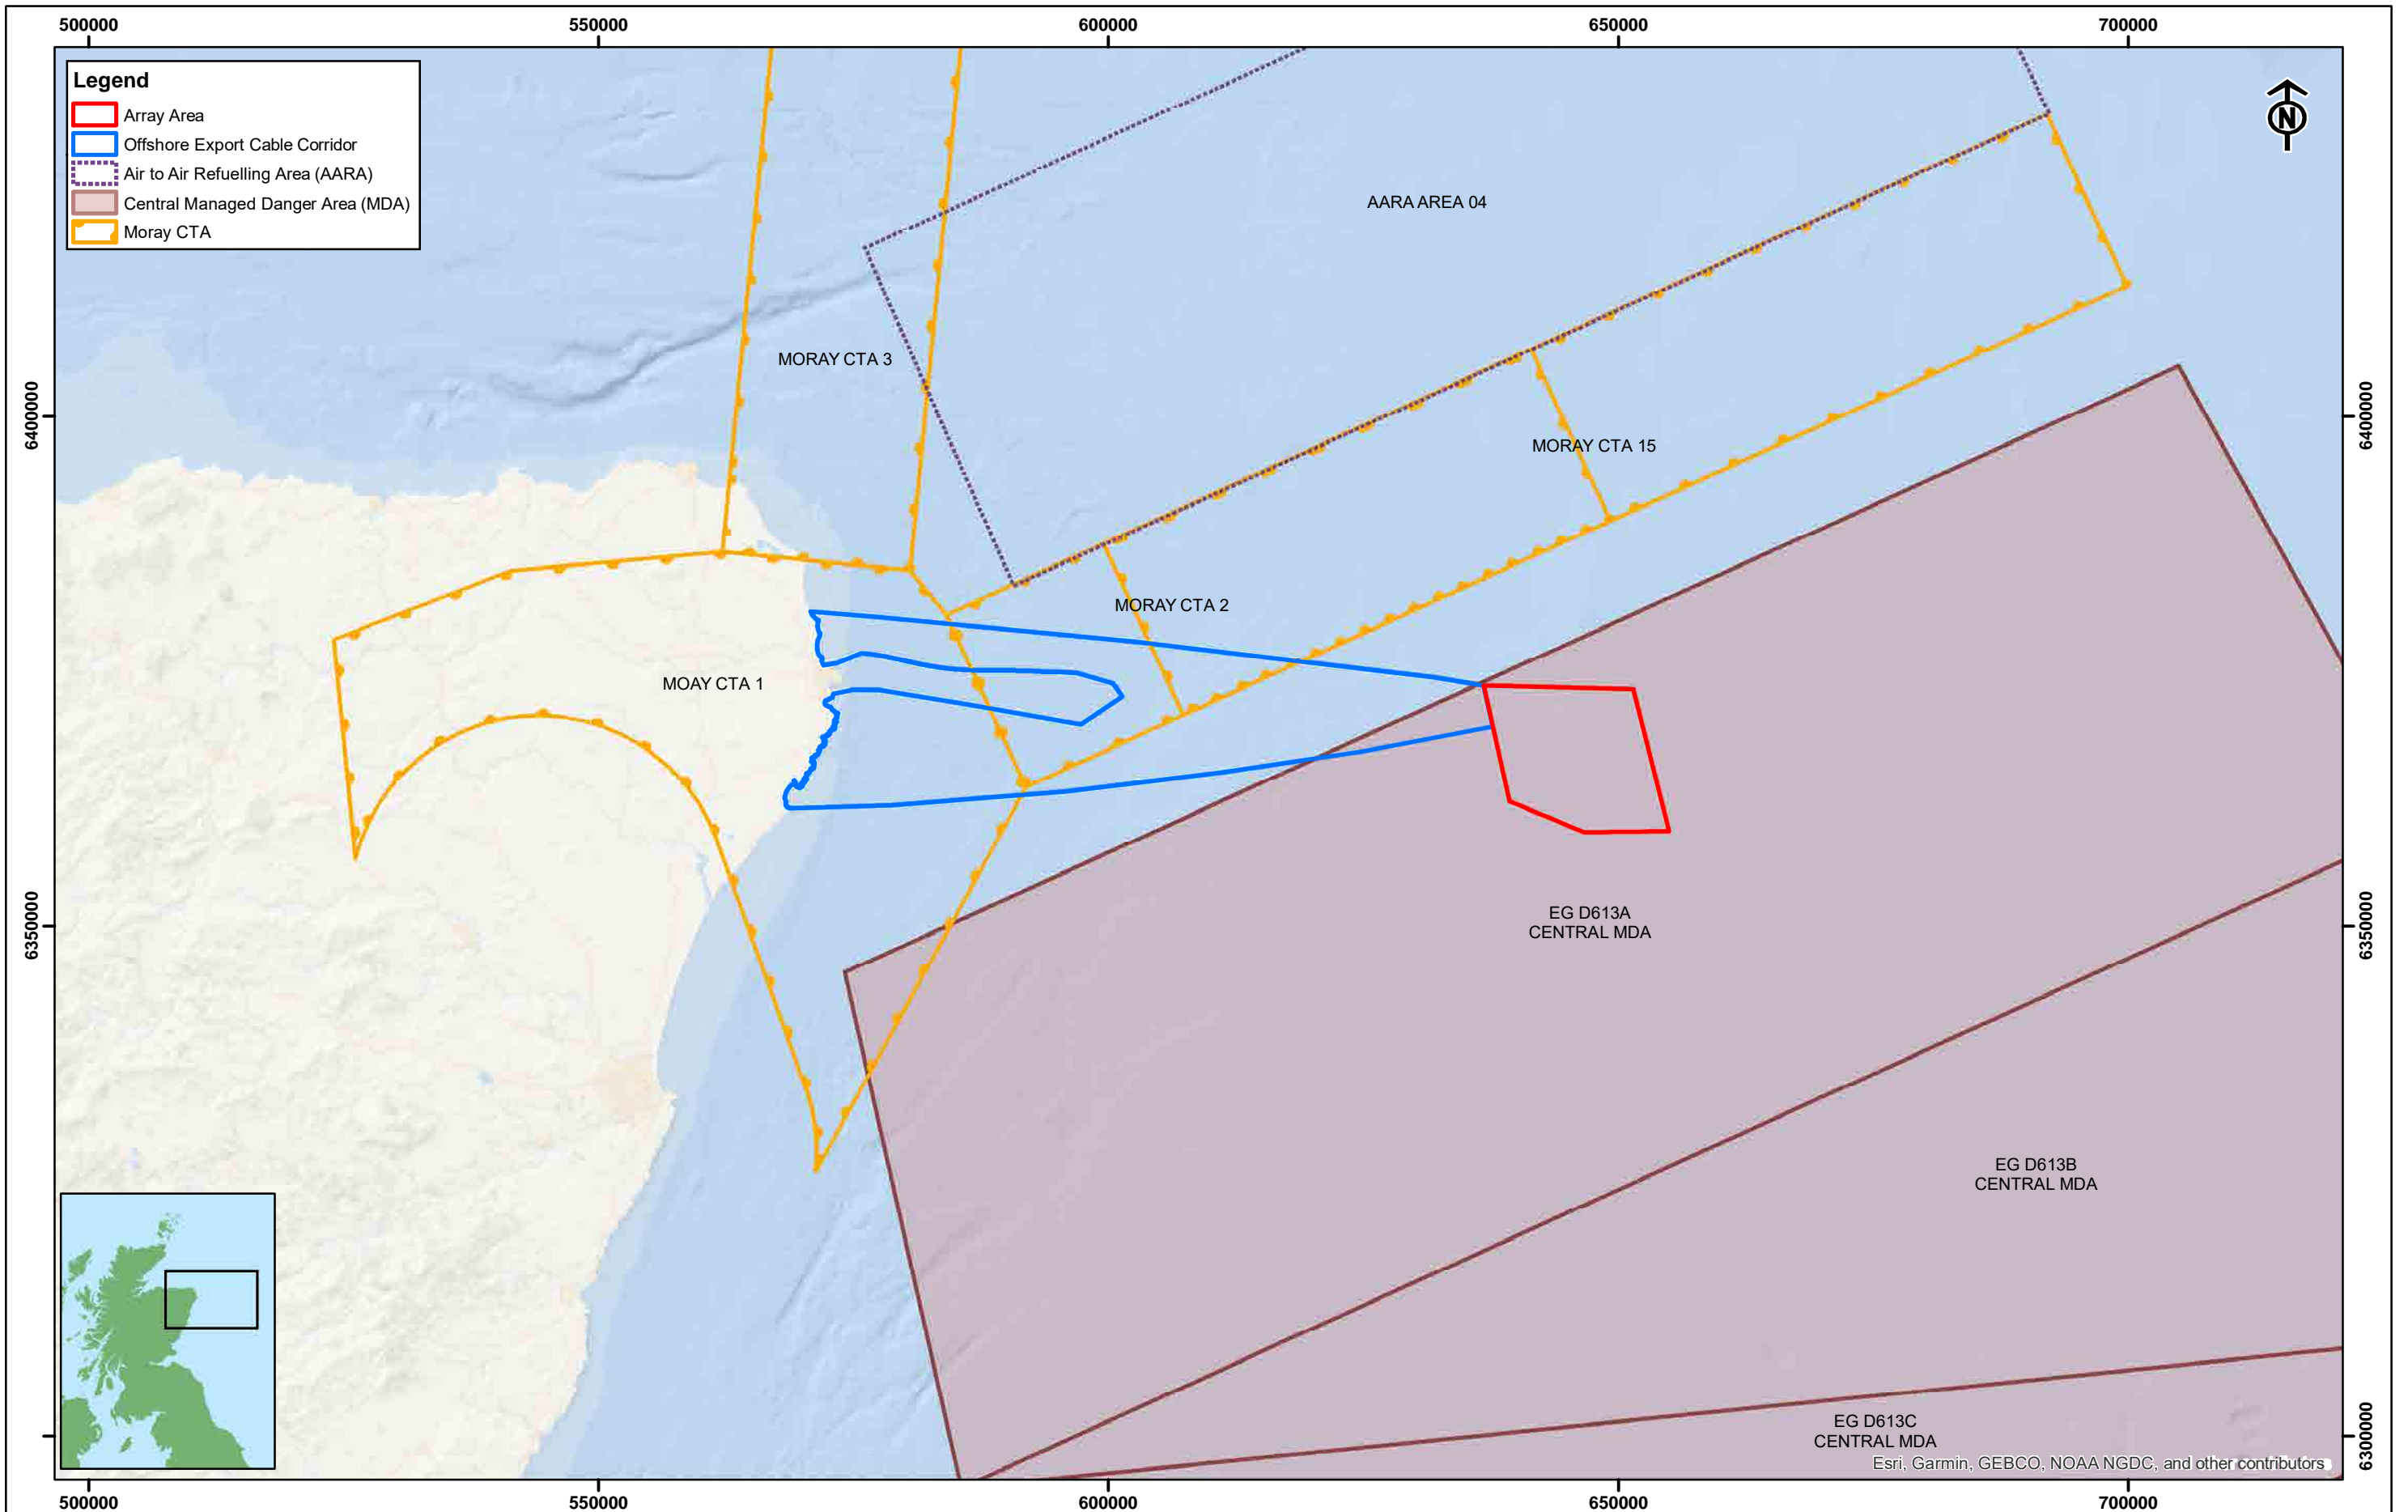 500000 550000 600000 650000 700000
Legend
Array Area
Offshore Export Cable Corridor
Air to Air Refuelling Area (AARA)
Central Managed Danger Area (MDA)
Moray CTA
N
AARA AREA 04
MORAY CTA 3
6400000 6400000
MORAY CTA 15
MORAY CTA 2
MOAY CTA 1
EG D613A
CENTRAL MDA
6350000 6350000
EG D613B
CENTRAL MDA
EG D613C
CENTRAL MDA
6300000
Esri, Garmin, GEBCO, NOAA NGDC, and other contributors
500000 550000 600000 650000 700000